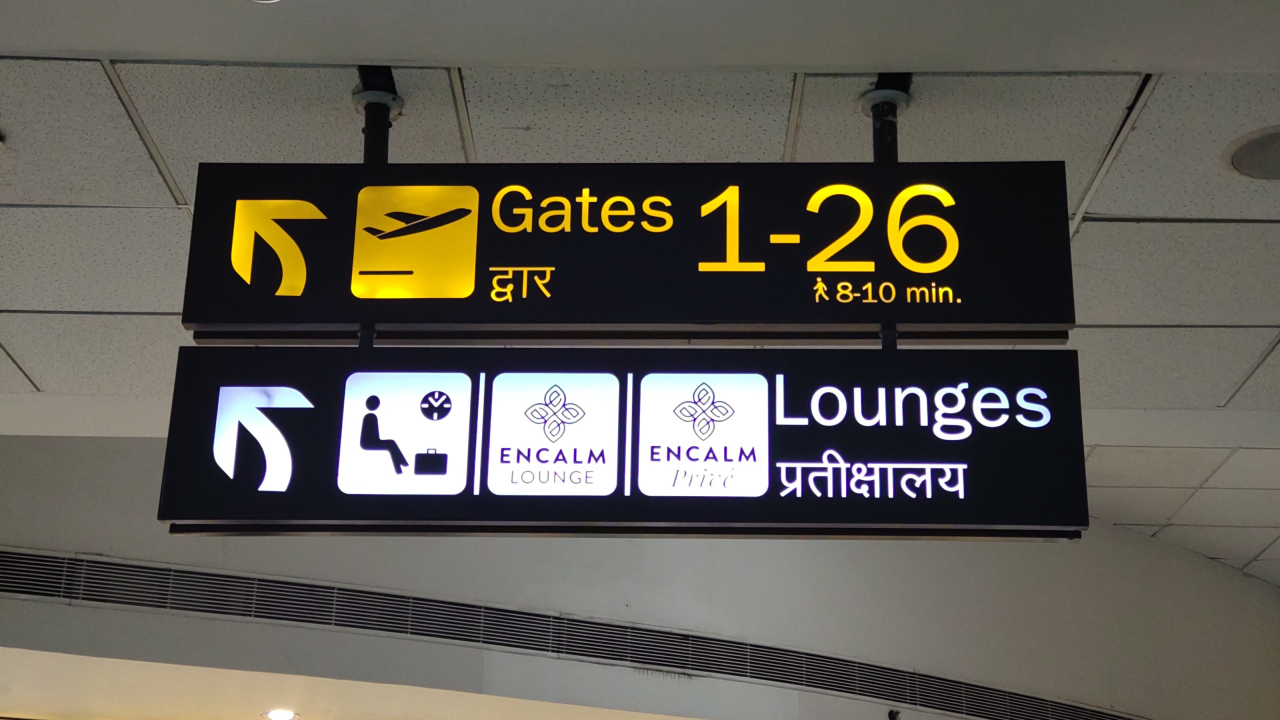 Gates 1-26
द्वार
8-10 min.
ENCALM
LOUNGE
ENCALM
Privé
Lounges
प्रतीक्षालय